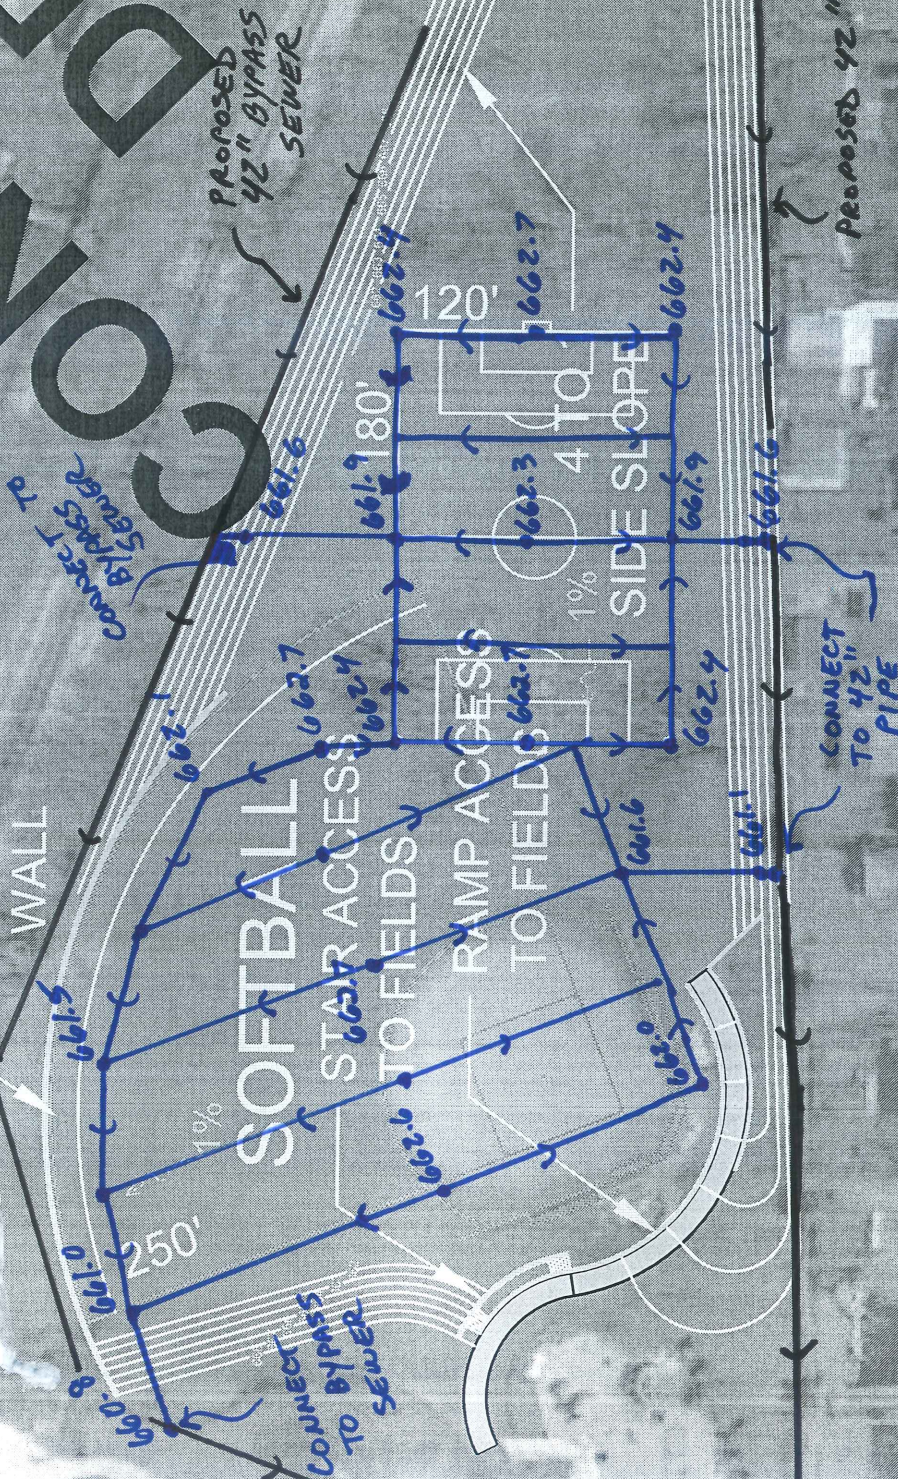 PROPOSED
42" BYPASS
SEWER
PROPOSED 42"
662.4
120'
662.7
662.4
180'
4 TO 1
SIDE SLOPE
CONNECT TO
BYPASS
SEWER
661.6
661.9
662.3
661.9
661.6
1%
CONNECT
TO 42"
PIPE
662.1
662.7
662.4
662.7
662.4
WALL
SOFTBALL
STAIR ACCESS
TO FIELDS
RAMP ACCESS
TO FIELDS
661.6
661.1
661.5
662.7
662.0
1%
662.6
250'
661.0
660.8
CONNECT
TO BYPASS
SEWER